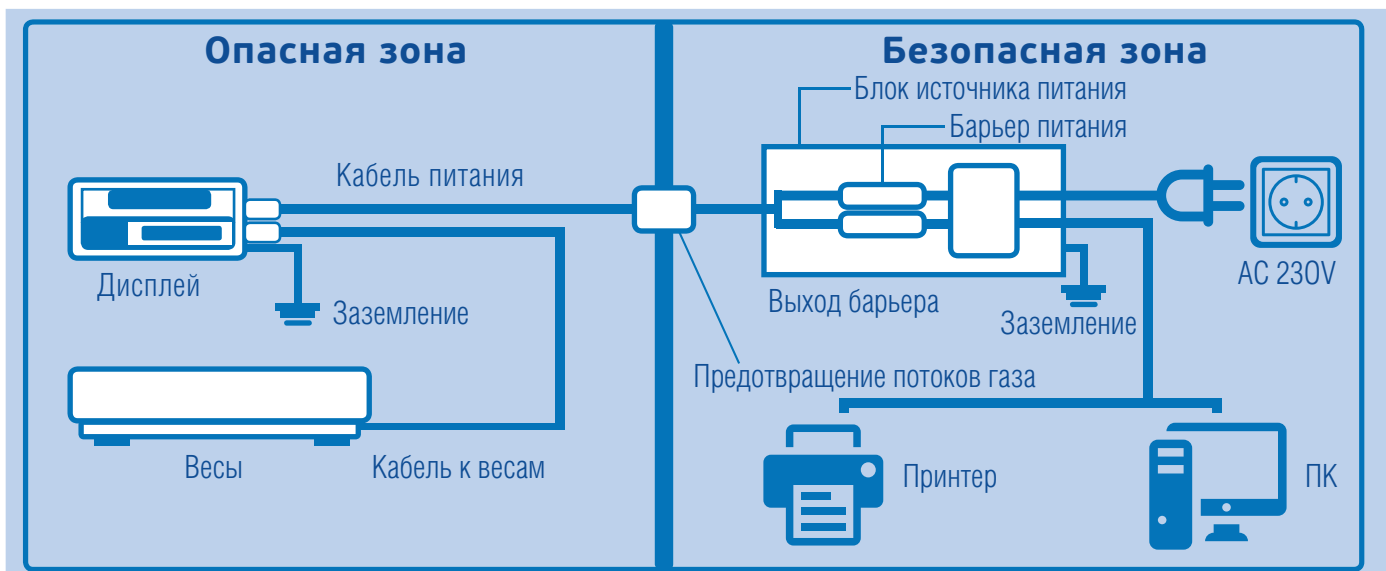 Опасная зона
Безопасная зона
Блок источника питания
Барьер питания
Кабель питания
Дисплей
Заземление
Выход барьера
Заземление
AC 230V
Предотвращение потоков газа
Весы
Кабель к весам
Принтер
ПК